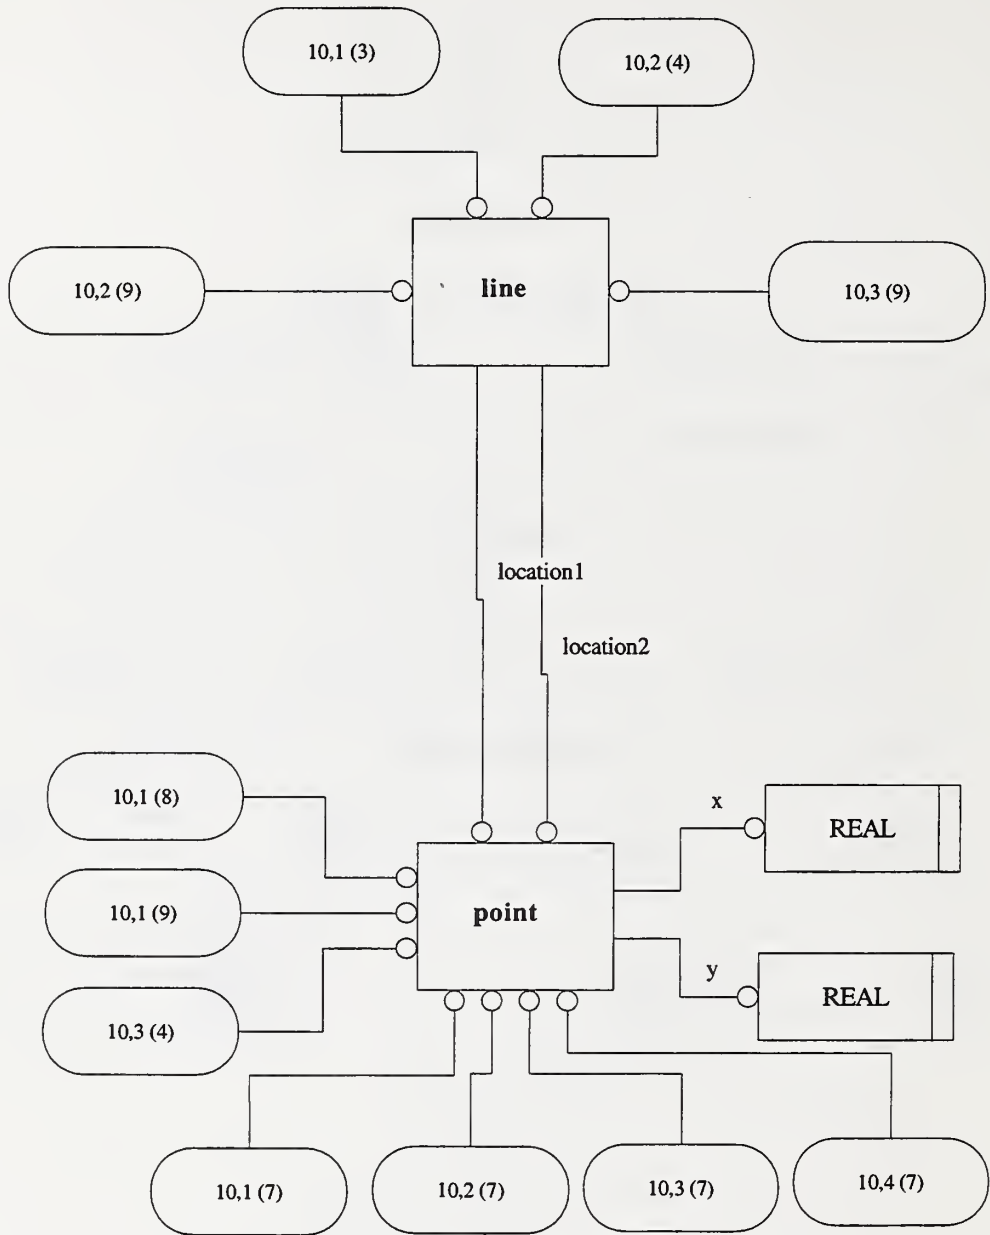 10,1 (3)
10,2 (4)
10,2 (9)
line
10,3 (9)
location1
location2
10,1 (8)
x
REAL
10,1 (9)
point
y
REAL
10,3 (4)
10,1 (7)
10,2 (7)
10,3 (7)
10,4 (7)